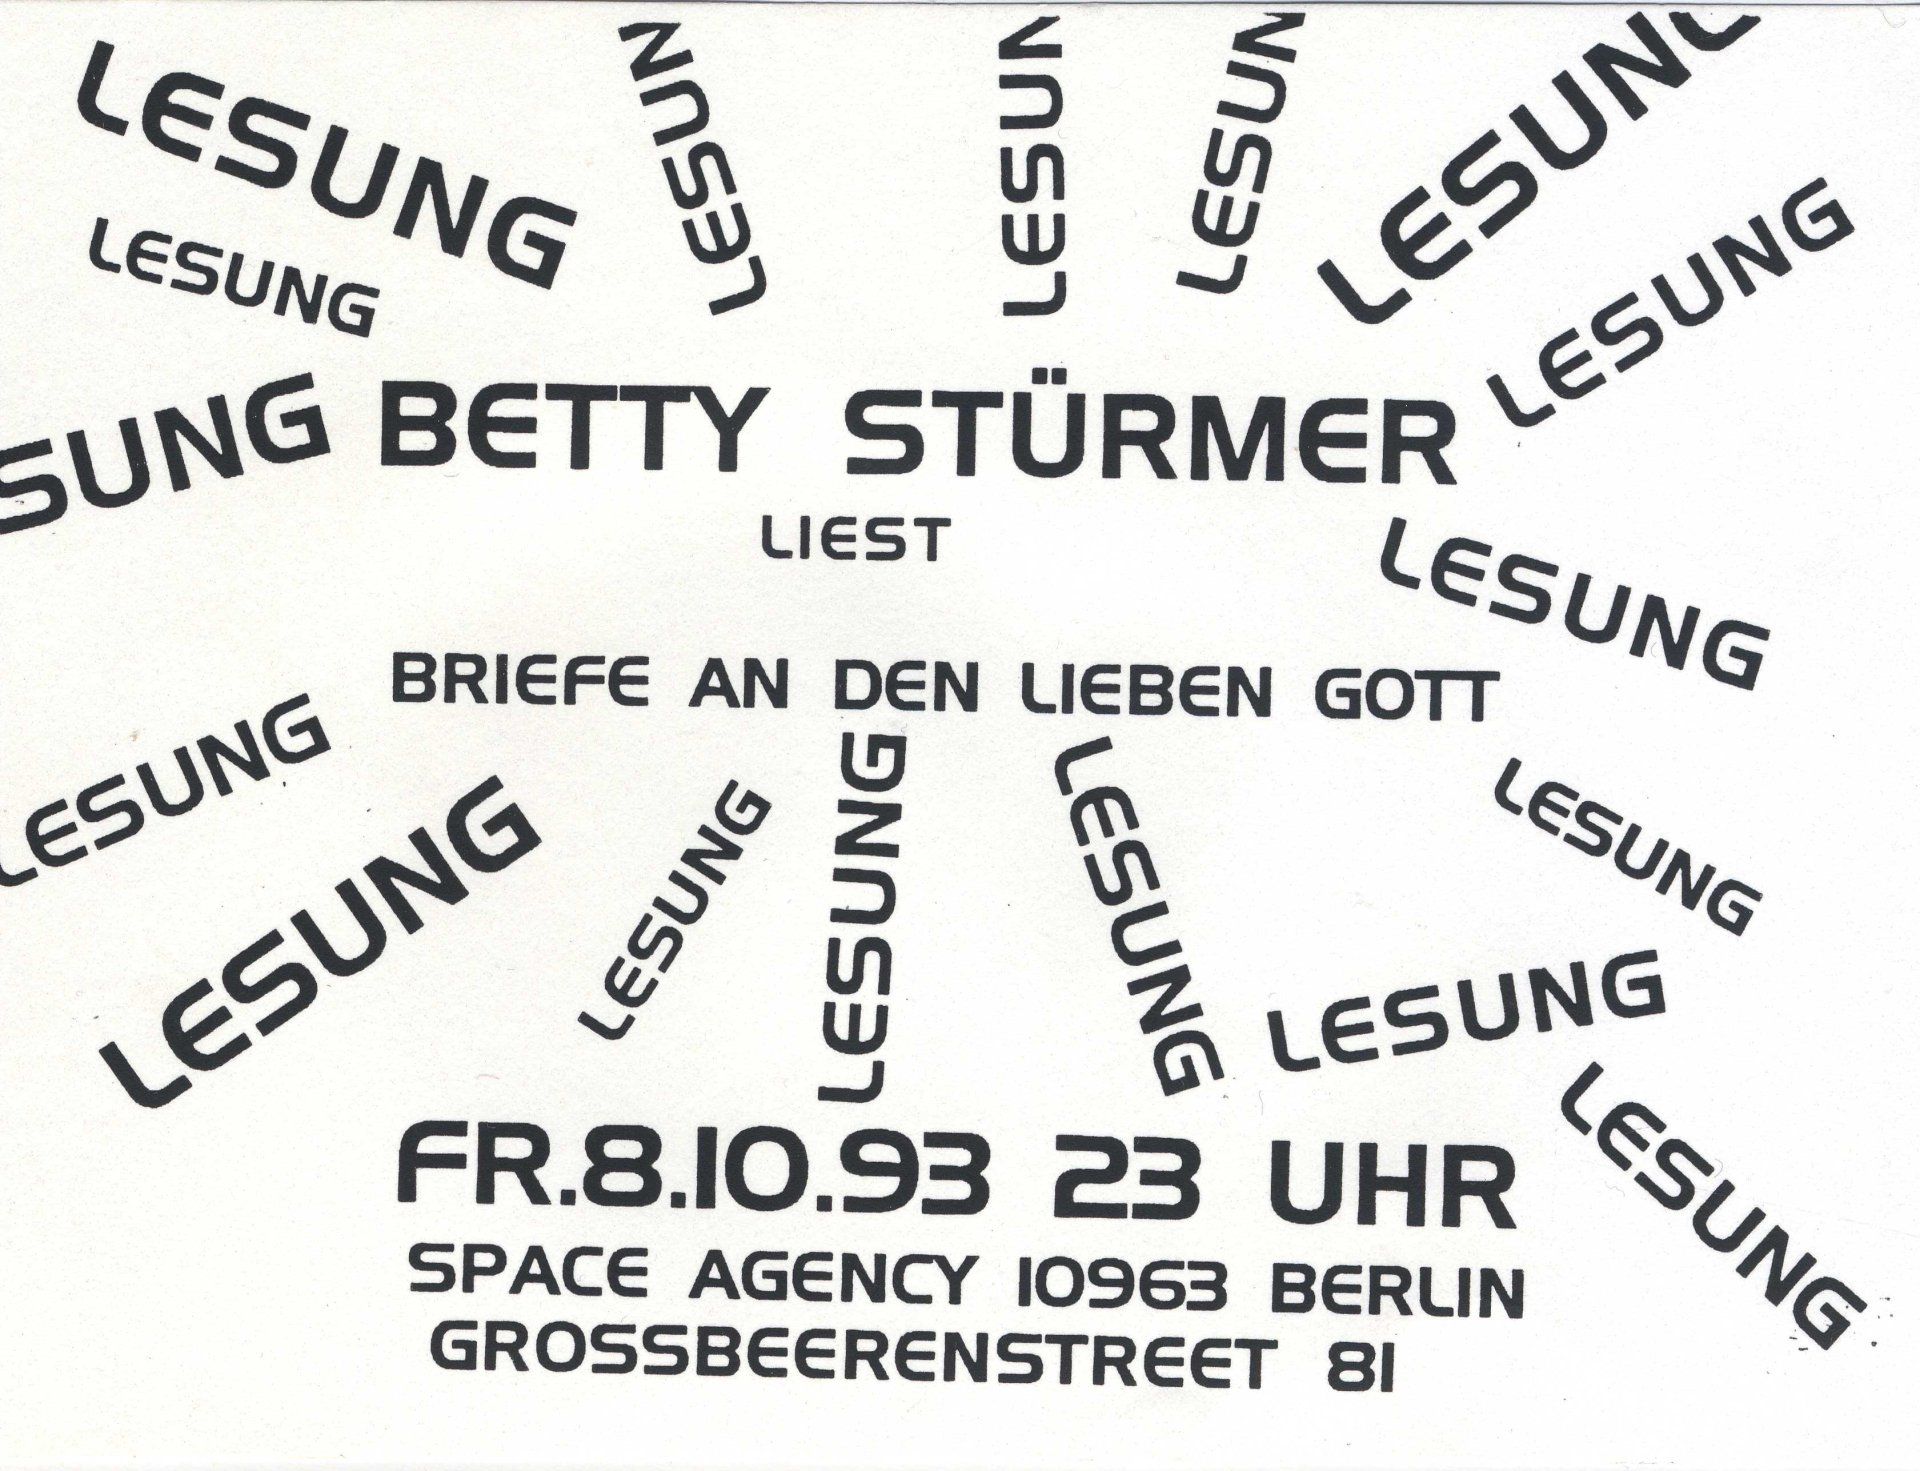 LESUNG
LESUN
LESUN
LESUN
LESUNG
LESUNG
LESUNG
SUNG
BETTY STÜRMER
LIEST
LESUNG
BRIEFE AN DEN LIEBEN GOTT
LESUNG
LESUNG
LESUNG
LESUNG
LESUNG
LESUNG
LESUNG
LESUNG
FR.8.10.93 23 UHR
SPACE AGENCY 10963 BERLIN
GROSSBEERENSTREET 81